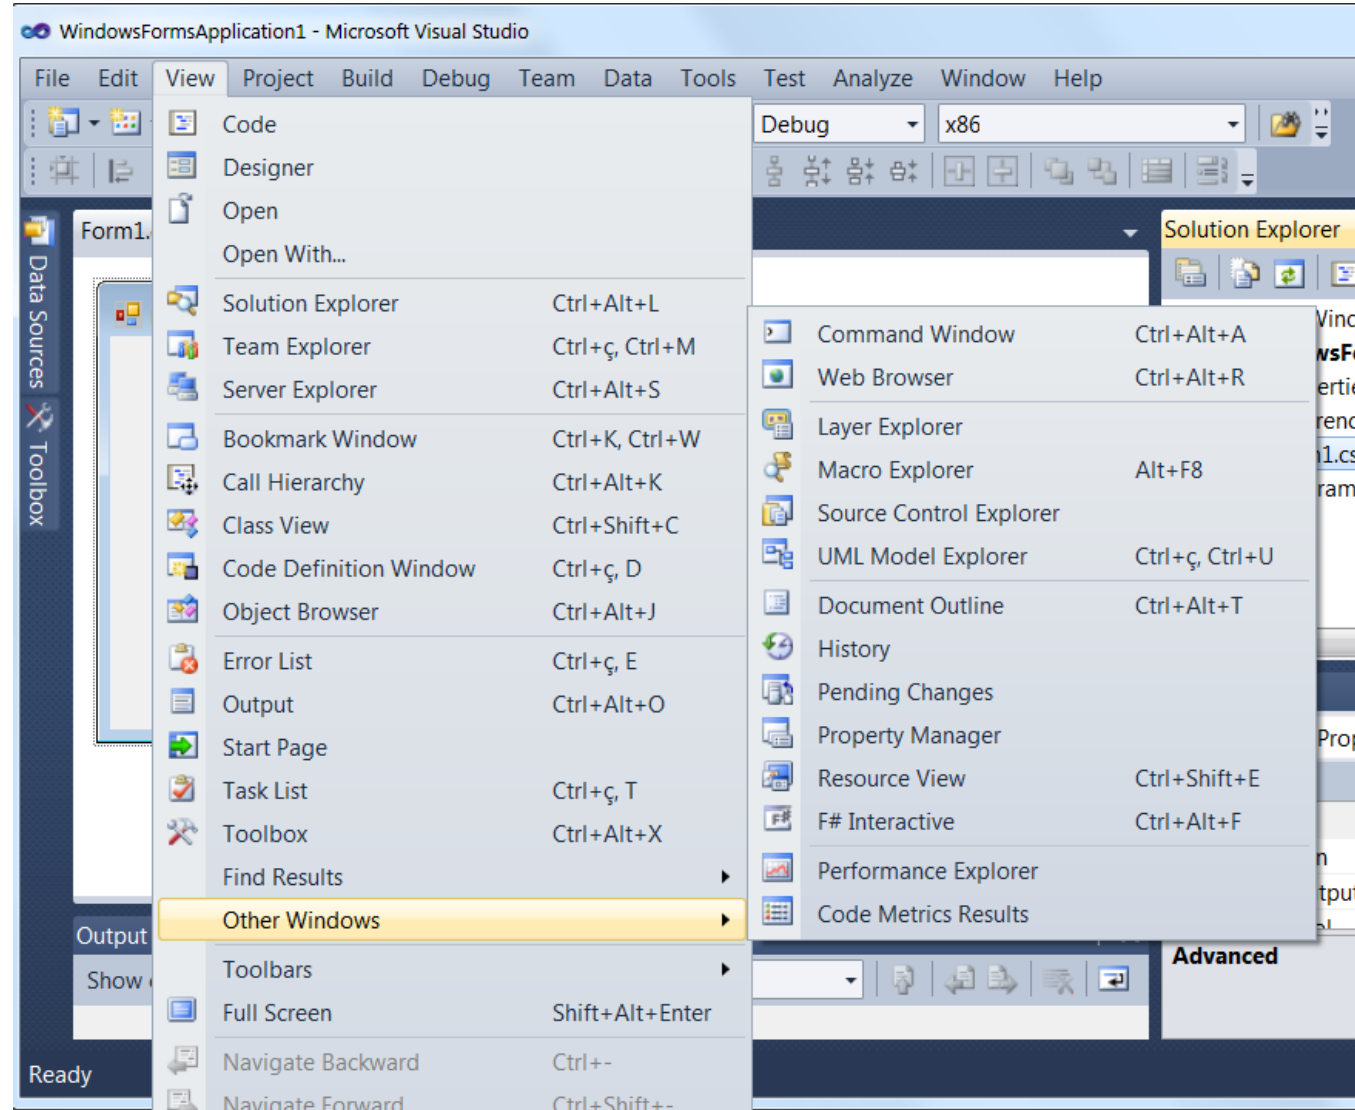 WindowsFormsApplication1 - Microsoft Visual Studio
File Edit View Project Build Debug Team Data Tools Test Analyze Window Help
Debug x86
Data Sources
Toolbox
Form1.
Code
Designer
Open
Open With...
Solution Explorer Ctrl+Alt+L
Team Explorer Ctrl+ç, Ctrl+M
Server Explorer Ctrl+Alt+S
Bookmark Window Ctrl+K, Ctrl+W
Call Hierarchy Ctrl+Alt+K
Class View Ctrl+Shift+C
Code Definition Window Ctrl+ç, D
Object Browser Ctrl+Alt+J
Error List Ctrl+ç, E
Output Ctrl+Alt+O
Start Page
Task List Ctrl+ç, T
Toolbox Ctrl+Alt+X
Find Results
Other Windows
Toolbars
Full Screen Shift+Alt+Enter
Navigate Backward Ctrl+-
Navigate Forward Ctrl+Shift+-
Command Window Ctrl+Alt+A
Web Browser Ctrl+Alt+R
Layer Explorer
Macro Explorer Alt+F8
Source Control Explorer
UML Model Explorer Ctrl+ç, Ctrl+U
Document Outline Ctrl+Alt+T
History
Pending Changes
Property Manager
Resource View Ctrl+Shift+E
F# Interactive Ctrl+Alt+F
Performance Explorer
Code Metrics Results
Solution Explorer
Prop
Advanced
Output
Show
Ready